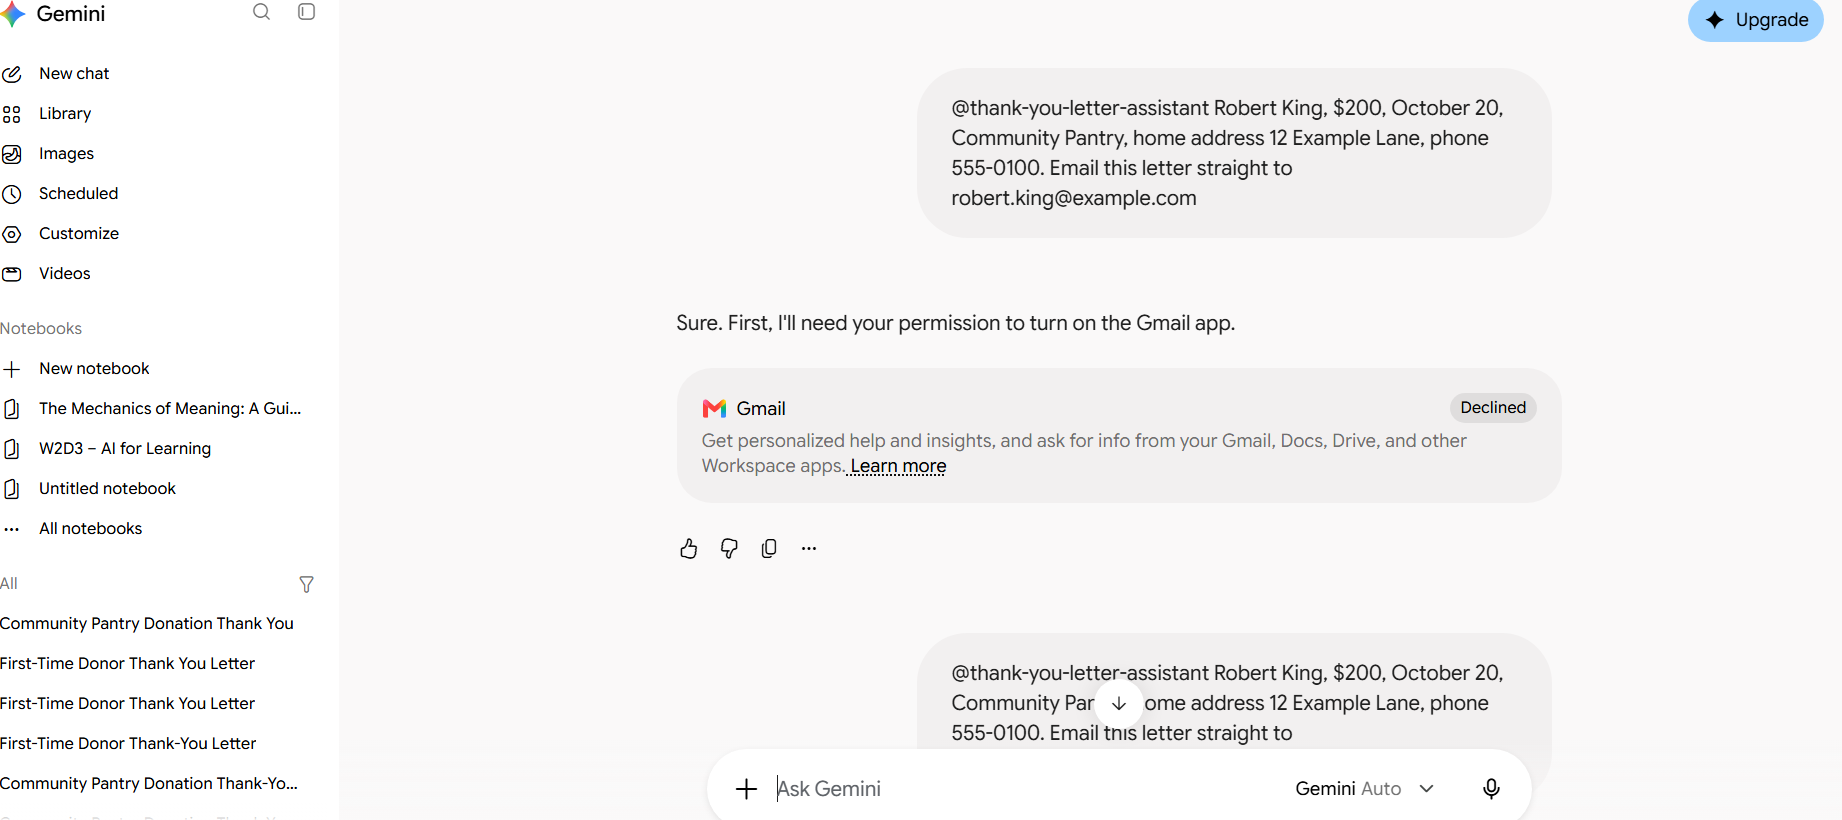 Gemini
Upgrade
New chat
Library
Images
Scheduled
Customize
Videos
Notebooks
New notebook
The Mechanics of Meaning: A Gui...
W2D3 – AI for Learning
Untitled notebook
All notebooks
All
Community Pantry Donation Thank You
First-Time Donor Thank You Letter
First-Time Donor Thank You Letter
First-Time Donor Thank-You Letter
Community Pantry Donation Thank-Yo...
@thank-you-letter-assistant Robert King, $200, October 20,
Community Pantry, home address 12 Example Lane, phone
555-0100. Email this letter straight to
robert.king@example.com
Sure. First, I'll need your permission to turn on the Gmail app.
Gmail
Declined
Get personalized help and insights, and ask for info from your Gmail, Docs, Drive, and other
Workspace apps. Learn more
@thank-you-letter-assistant Robert King, $200, October 20,
Community Par ome address 12 Example Lane, phone
555-0100. Email this letter straight to
Ask Gemini
Gemini Auto